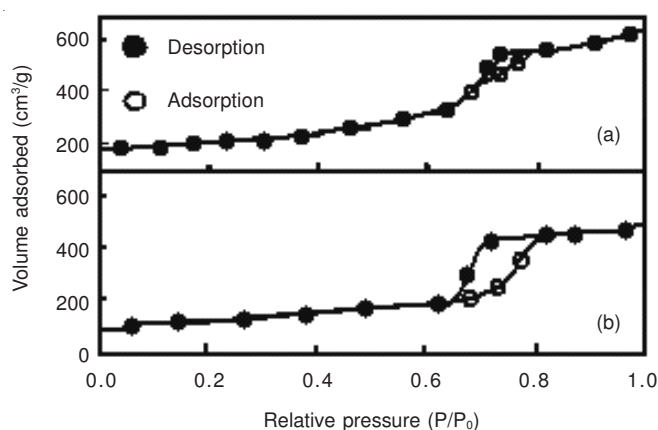 600
400
200
Desorption
Adsorption
(a)
600
400
200
0
(b)
0.0 0.2 0.4 0.6 0.8 1.0
Volume adsorbed (cm³/g)
Relative pressure (P/P₀)